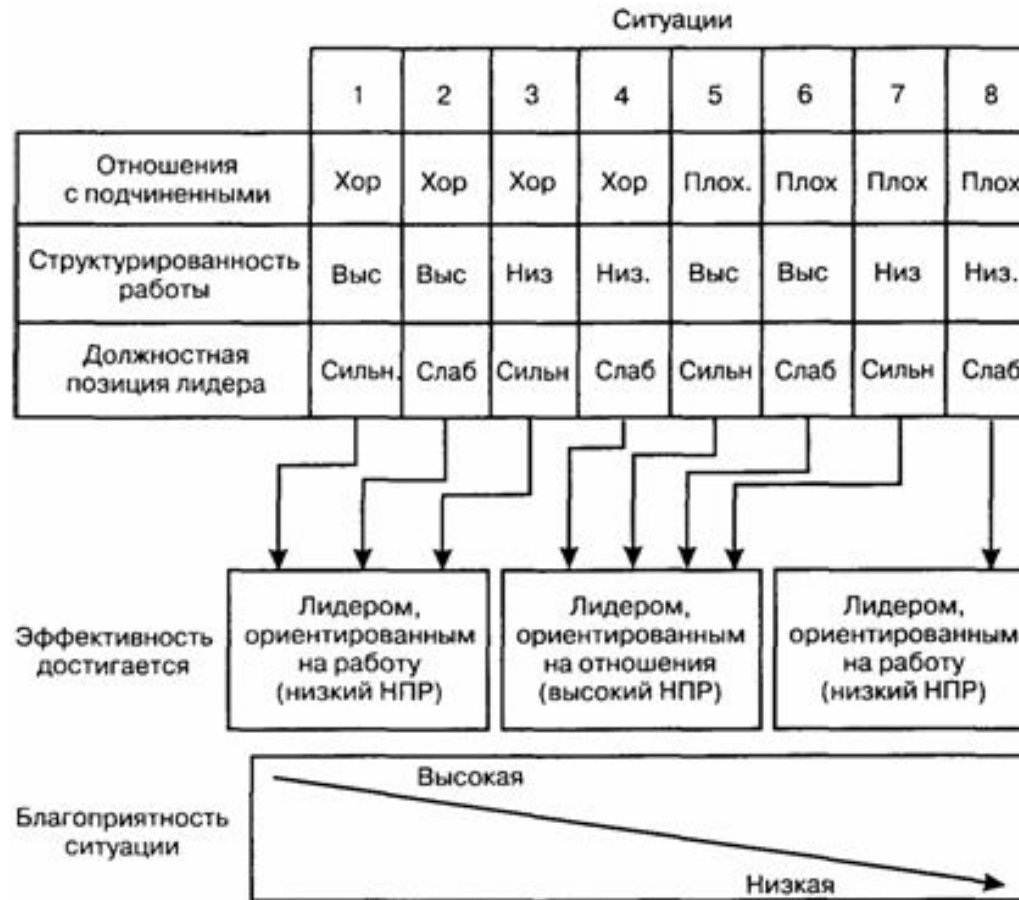 Ситуации
1 2 3 4 5 6 7 8
Отношения
с подчиненными
Хор Хор Хор Хор Плох. Плох Плох Плох
Структурированность
работы
Выс Выс Низ Низ. Выс Выс Низ Низ.
Должностная
позиция лидера
Сильн. Слаб Сильн Слаб Сильн Слаб Сильн Слаб
Эффективность
достигается
Лидером,
ориентированным
на работу
(низкий НПР)
Лидером,
ориентированным
на отношения
(высокий НПР)
Лидером,
ориентированным
на работу
(низкий НПР)
Благоприятность
ситуации
Высокая
Низкая